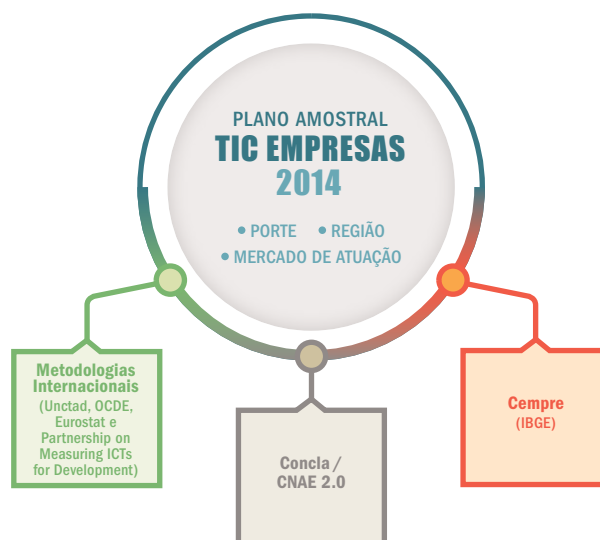 PLANO AMOSTRAL
TIC EMPRESAS
2014
• PORTE • REGIÃO
• MERCADO DE ATUAÇÃO
Metodologias
Internacionais
(Unctad, OCDE,
Eurostat e
Partnership on
Measuring ICTs
for Development)
Concla /
CNAE 2.0
Cempre
(IBGE)